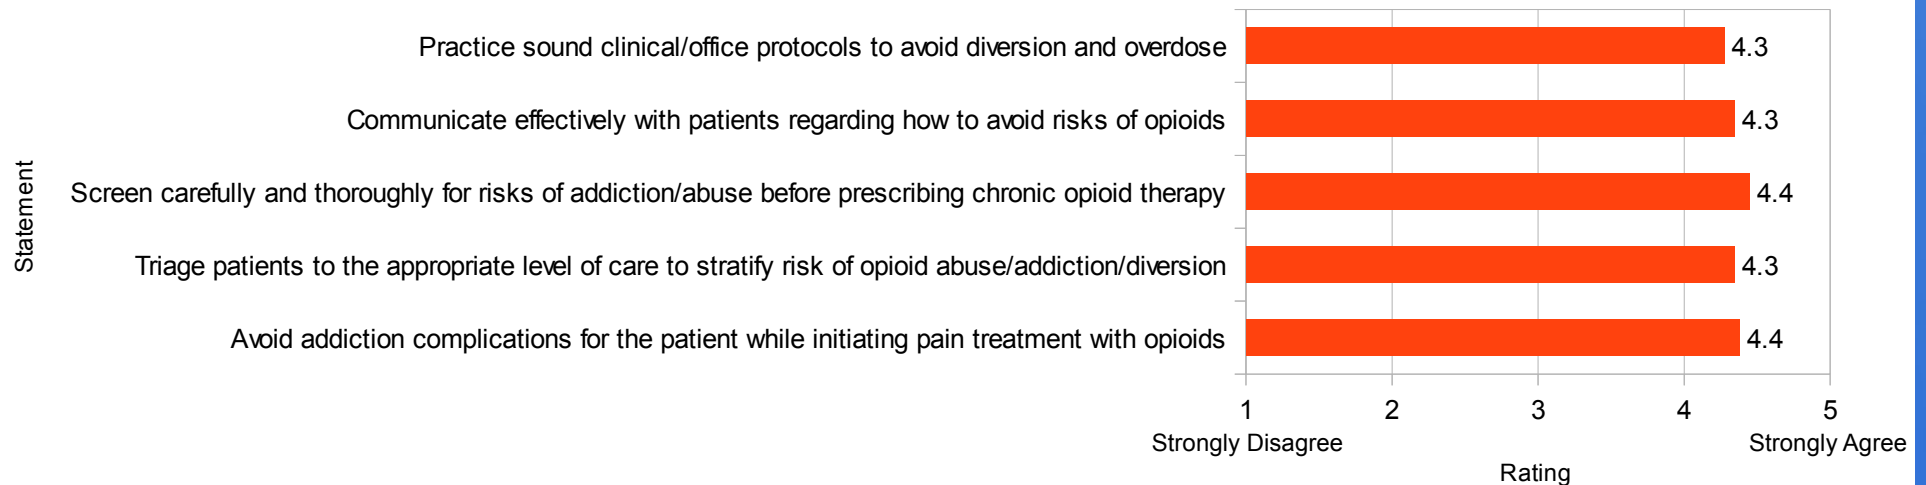 Statement
Practice sound clinical/office protocols to avoid diversion and overdose 4.3
Communicate effectively with patients regarding how to avoid risks of opioids 4.3
Screen carefully and thoroughly for risks of addiction/abuse before prescribing chronic opioid therapy 4.4
Triage patients to the appropriate level of care to stratify risk of opioid abuse/addiction/diversion 4.3
Avoid addiction complications for the patient while initiating pain treatment with opioids 4.4
1 2 3 4 5
Strongly Disagree Strongly Agree
Rating